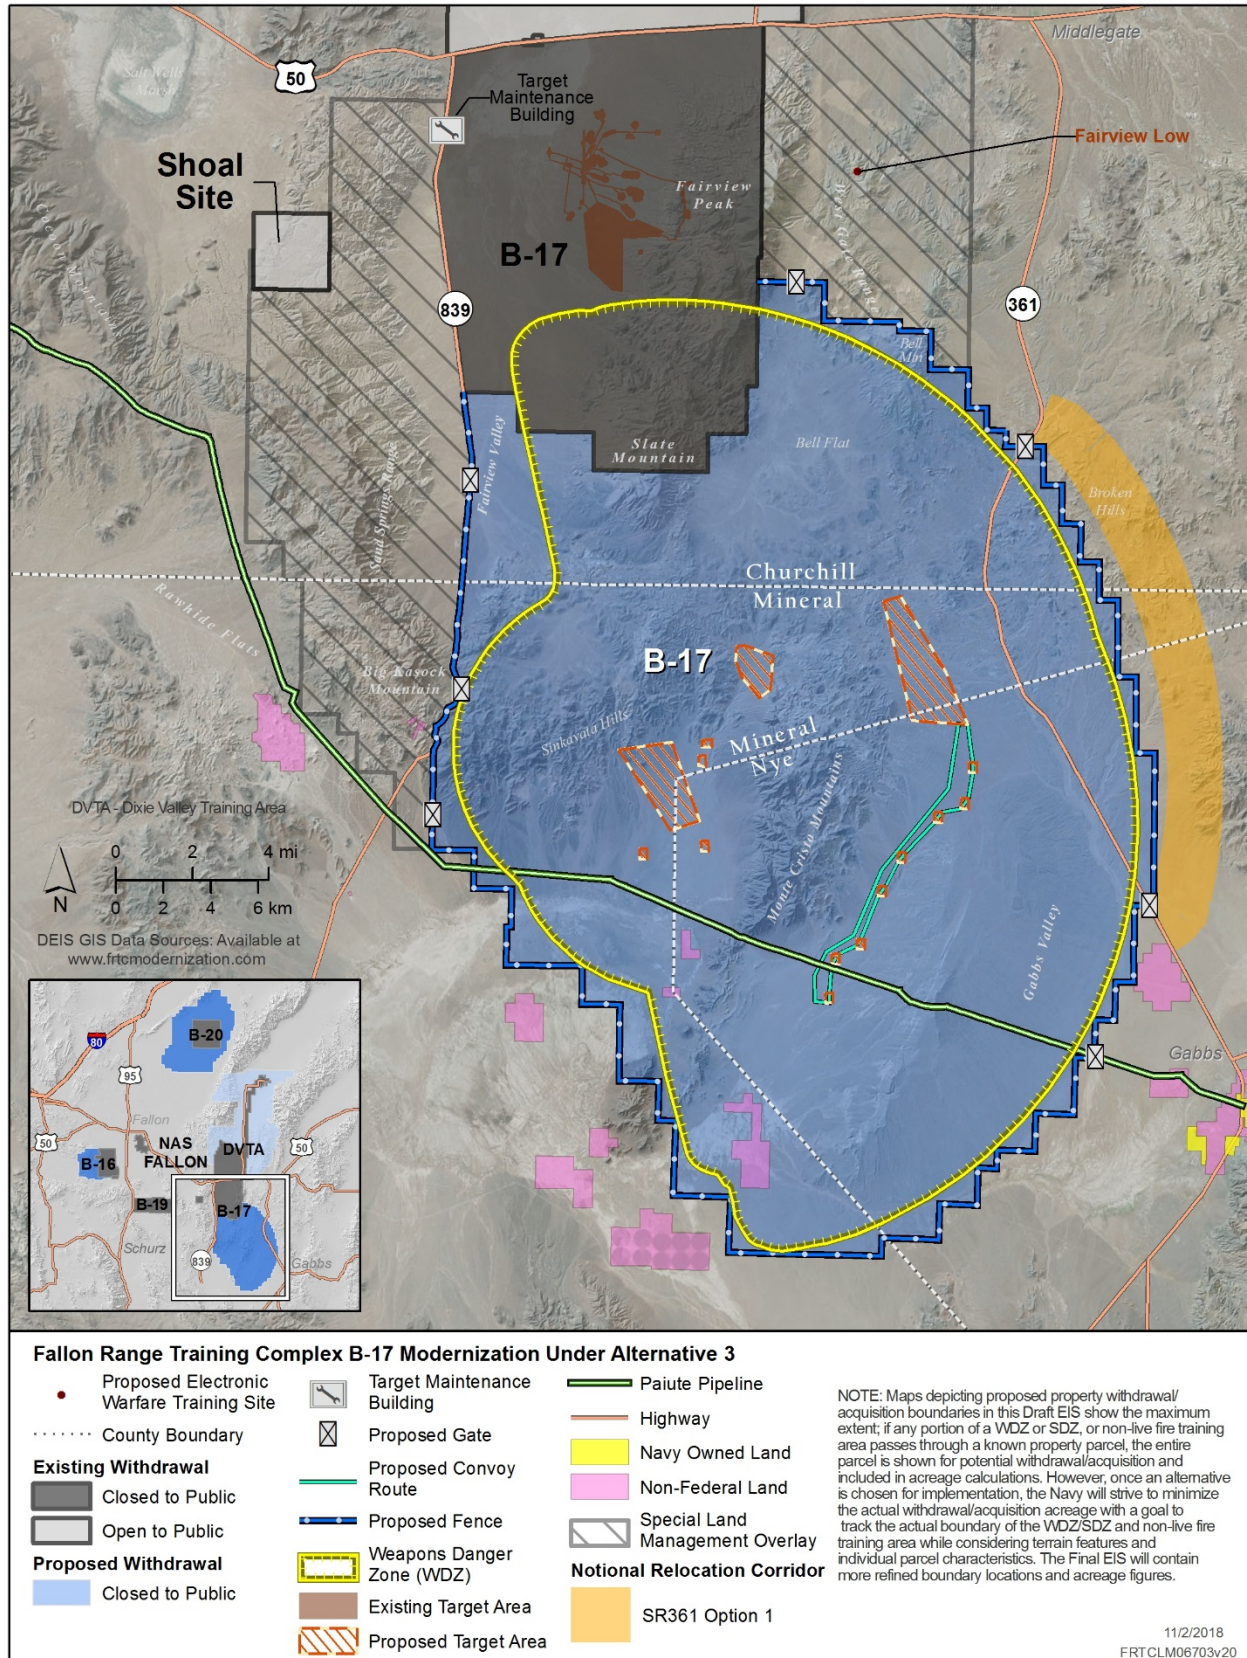 Middlegate
Salt Wells
Marsh
50
Target
Maintenance
Building
Fairview Low
Shoal
Site
Fairview
Peak
B-17
839
361
Bell
Mtn
Slate
Mountain
Bell Flat
Fairview Valley
Sand Springs Range
Broken
Hills
Churchill
Mineral
Rawhide Flats
B-17
Big Kasock
Mountain
Sinkavata Hills
Mineral
Nye
Monte Cristo Mountains
Gabbs Valley
Gabbs
DVTA - Dixie Valley Training Area
0 2 4 mi
0 2 4 6 km
N
DEIS GIS Data Sources: Available at
www.frtcmodernization.com
B-20
80
95
Fallon
50
NAS
FALLON
DVTA
50
B-16
B-19
B-17
Schurz
839
Gabbs
Fallon Range Training Complex B-17 Modernization Under Alternative 3
Proposed Electronic
Warfare Training Site
County Boundary
Existing Withdrawal
Closed to Public
Open to Public
Proposed Withdrawal
Closed to Public
Target Maintenance
Building
Proposed Gate
Proposed Convoy
Route
Proposed Fence
Weapons Danger
Zone (WDZ)
Existing Target Area
Proposed Target Area
Paiute Pipeline
Highway
Navy Owned Land
Non-Federal Land
Special Land
Management Overlay
Notional Relocation Corridor
SR361 Option 1
NOTE: Maps depicting proposed property withdrawal/
acquisition boundaries in this Draft EIS show the maximum
extent; if any portion of a WDZ or SDZ, or non-live fire training
area passes through a known property parcel, the entire
parcel is shown for potential withdrawal/acquisition and
included in acreage calculations. However, once an alternative
is chosen for implementation, the Navy will strive to minimize
the actual withdrawal/acquisition acreage with a goal to
track the actual boundary of the WDZ/SDZ and non-live fire
training area while considering terrain features and
individual parcel characteristics. The Final EIS will contain
more refined boundary locations and acreage figures.
11/2/2018
FRTCLM06703v20